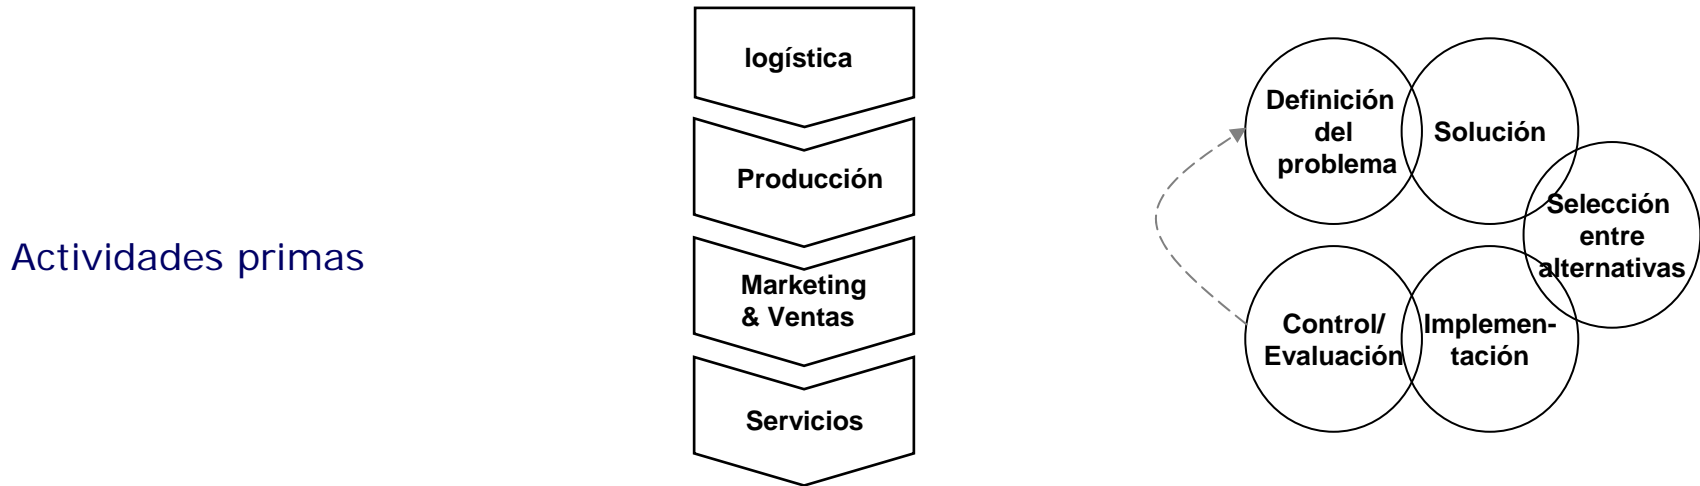 Actividades primas
logística
Producción
Marketing
& Ventas
Servicios
Definición
del
problema
Solución
Selección
entre
alternativas
Implemen-
tación
Control/
Evaluación